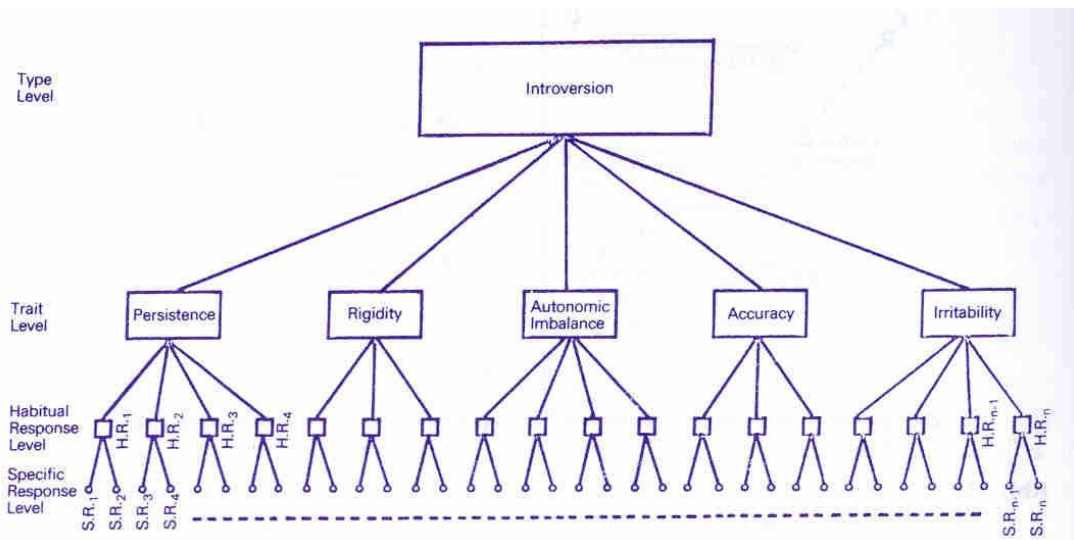 Type
Level
Introversion
Trait
Level
Persistence
Rigidity
Autonomic
Imbalance
Accuracy
Irritability
Habitual
Response
Level
H.R.1
H.R.2
H.R.3
H.R.4
H.R.n-1
H.R.n
Specific
Response
Level
S.R.1
S.R.2
S.R.3
S.R.4
S.R.n-1
S.R.n